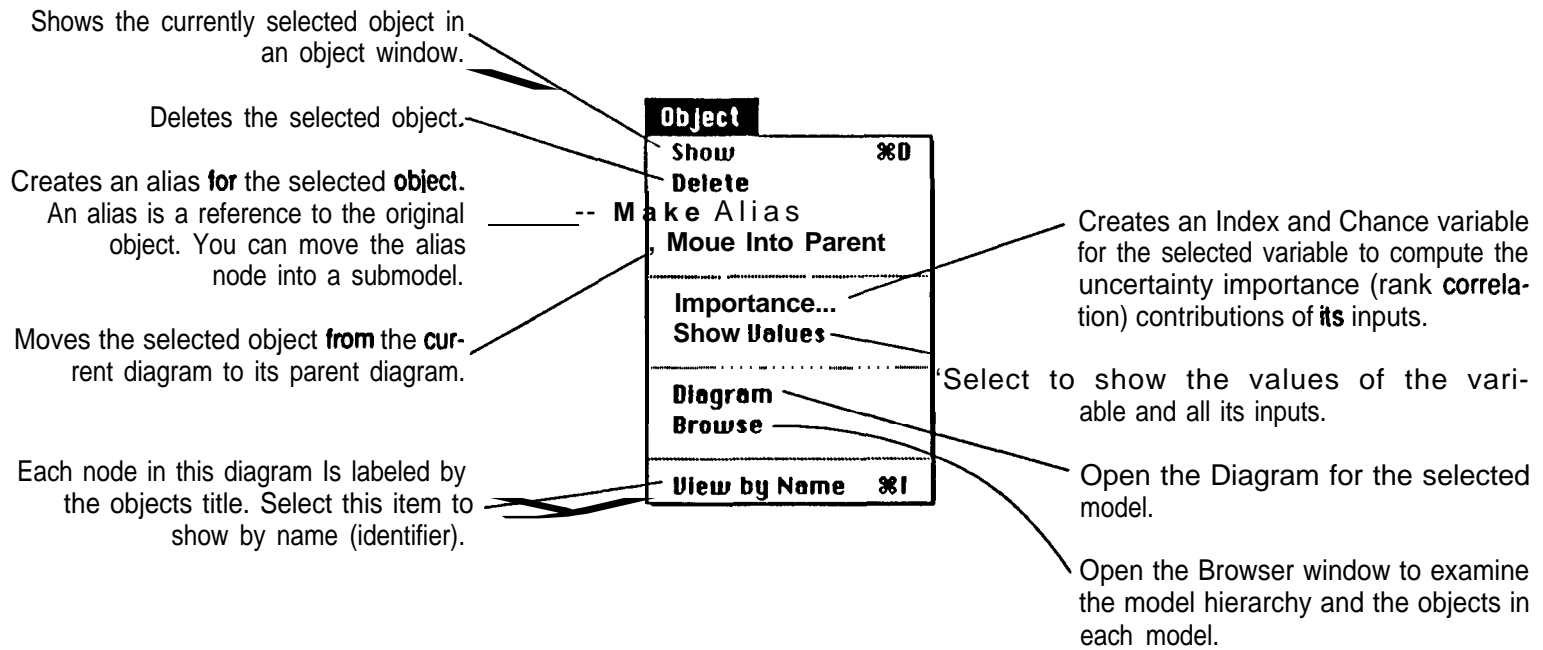 Shows the currently selected object in
an object window.
Deletes the selected object.
Creates an alias for the selected object.
An alias is a reference to the original
object. You can move the alias
node into a submodel.
Moves the selected object from the cur-
rent diagram to its parent diagram.
Each node in this diagram Is labeled by
the objects title. Select this item to
show by name (identifier).
Object
Show ⌘D
Delete
-- Make Alias
, Moue Into Parent
Importance...
Show Values
Diagram
Browse
View by Name ⌘I
Creates an Index and Chance variable
for the selected variable to compute the
uncertainty importance (rank correla-
tion) contributions of its inputs.
‘Select to show the values of the vari-
able and all its inputs.
Open the Diagram for the selected
model.
Open the Browser window to examine
the model hierarchy and the objects in
each model.